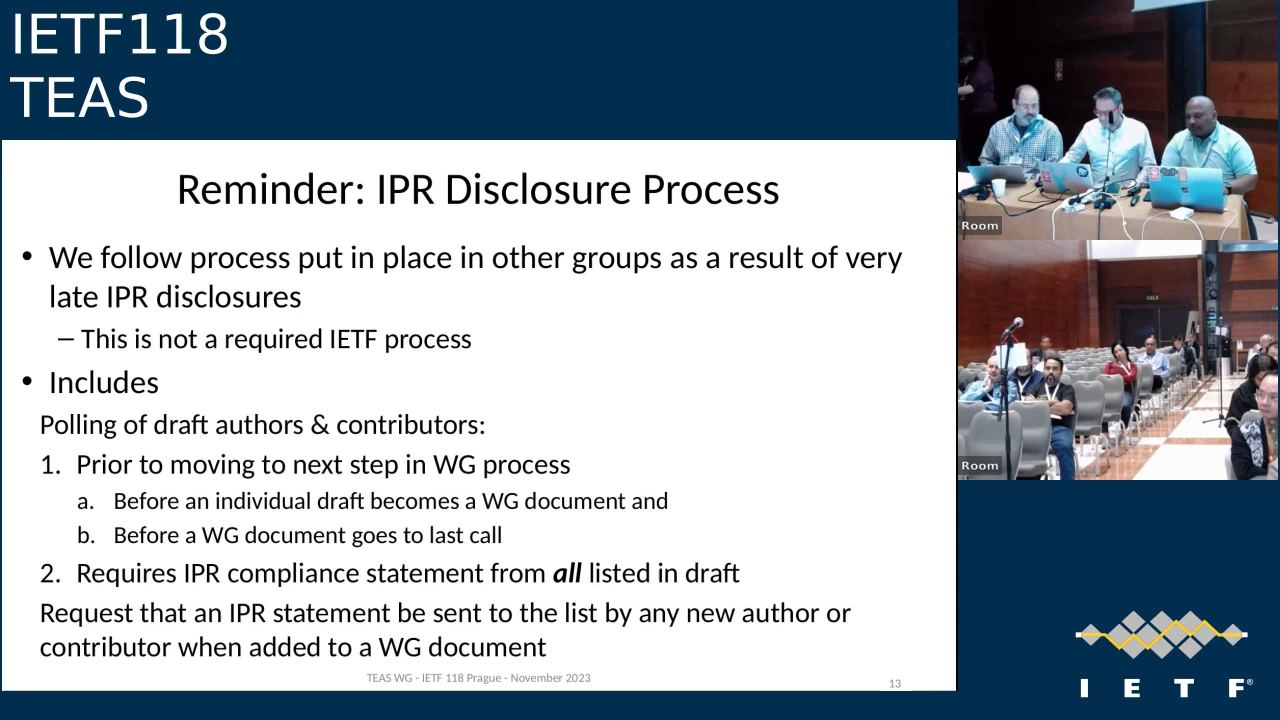 IETF118
TEAS
Reminder: IPR Disclosure Process
• We follow process put in place in other groups as a result of very
late IPR disclosures
– This is not a required IETF process
• Includes
Polling of draft authors & contributors:
1. Prior to moving to next step in WG process
a. Before an individual draft becomes a WG document and
b. Before a WG document goes to last call
2. Requires IPR compliance statement from all listed in draft
Request that an IPR statement be sent to the list by any new author or
contributor when added to a WG document
TEAS WG - IETF 118 Prague - November 2023
13
Room
Room
I E T F®